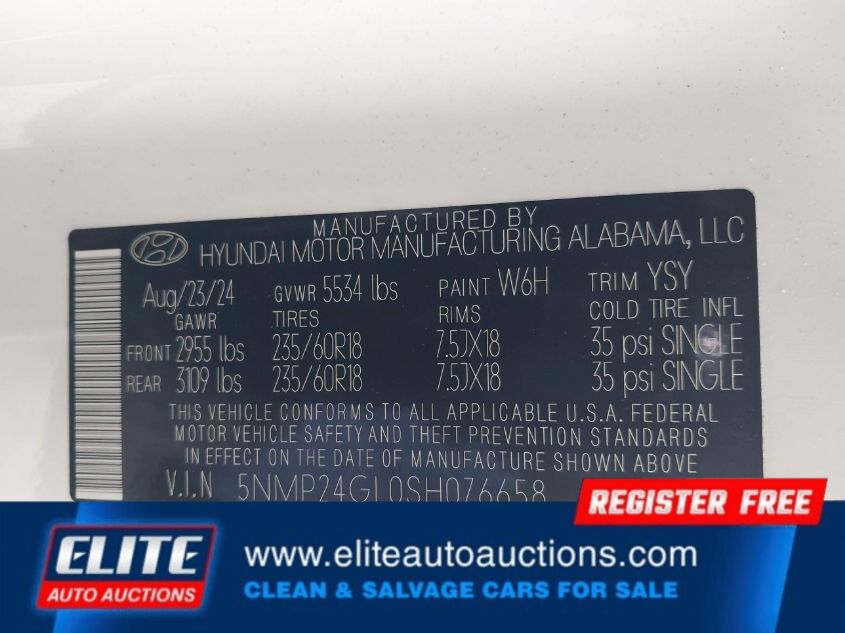 MANUFACTURED BY
HYUNDAI MOTOR MANUFACTURING ALABAMA, LLC
Aug/23/24 GVWR 5534 lbs PAINT W6H TRIM YSY
GAWR TIRES RIMS COLD TIRE INFL
FRONT 2955 lbs 235/60R18 7.5JX18 35 psi SINGLE
REAR 3109 lbs 235/60R18 7.5JX18 35 psi SINGLE
THIS VEHICLE CONFORMS TO ALL APPLICABLE U.S.A. FEDERAL
MOTOR VEHICLE SAFETY AND THEFT PREVENTION STANDARDS
IN EFFECT ON THE DATE OF MANUFACTURE SHOWN ABOVE
V.I.N 5NMP24GL0SH076658
REGISTER FREE
ELITE
AUTO AUCTIONS
www.eliteautoauctions.com
CLEAN & SALVAGE CARS FOR SALE